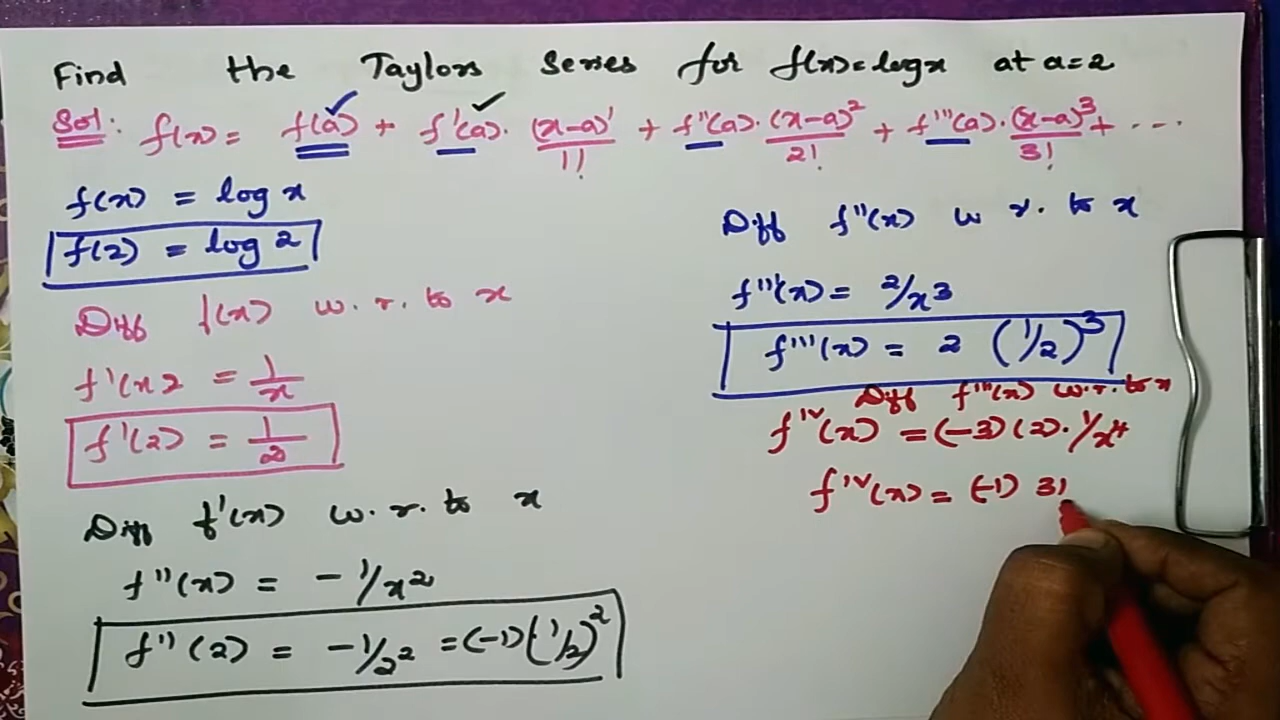 Find the Taylors Series for f(x)=logx at a=2
Sol: f(x) = f(a) + f'(a)· (x-a)'/1! + f''(a)· (x-a)²/2! + f'''(a)· (x-a)³/3! + ....
f(x) = log x
f(2) = log 2
Diff f(x) w.r.to x
f'(x) = 1/x
f'(2) = 1/2
Diff f'(x) w.r.to x
f''(x) = - 1/x²
f''(2) = - 1/2² = (-1)(1/2)²
Diff f''(x) w r. to x
f'''(x) = 2/x³
f'''(x) = 2 (1/2)³
Diff f'''(x) w.r.to x
f'ᵛ(x) = (-3)(2)· 1/x⁴
f'ᵛ(x) = (-1) 3!